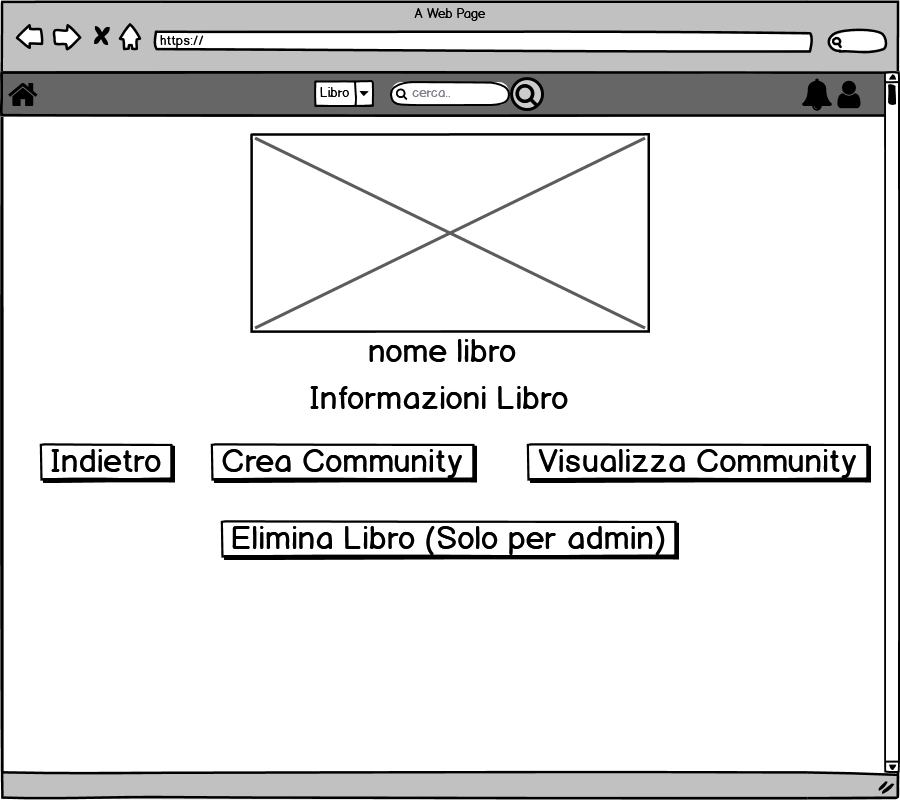 A Web Page
https://
Libro
cerca..
nome libro
Informazioni Libro
Indietro
Crea Community
Visualizza Community
Elimina Libro (Solo per admin)